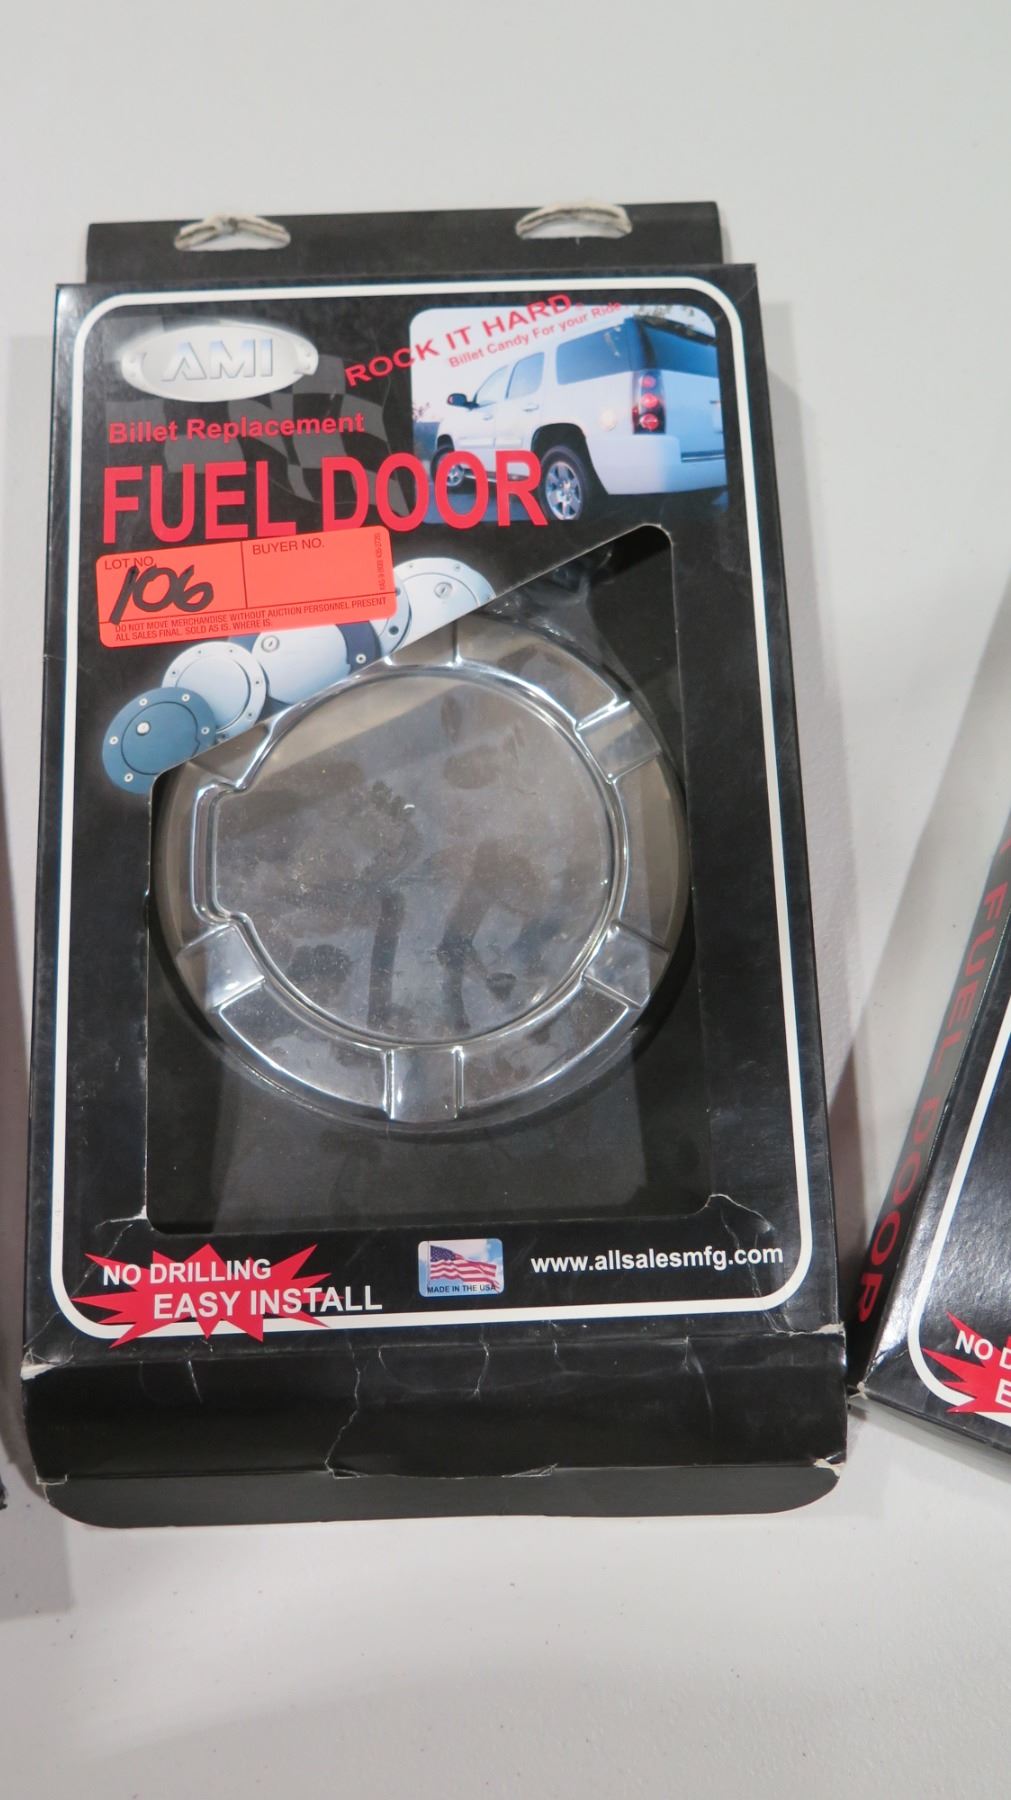 AMI
ROCK IT HARD
Billet Candy For your Ride
Billet Replacement
FUEL DOOR
LOT NO.
106
BUYER NO.
DO NOT MOVE MERCHANDISE WITHOUT AUCTION PERSONNEL PRESENT
ALL SALES FINAL. SOLD AS IS. WHERE IS.
NO DRILLING
EASY INSTALL
MADE IN THE USA
www.allsalesmfg.com
FUEL DOOR
NO D
E